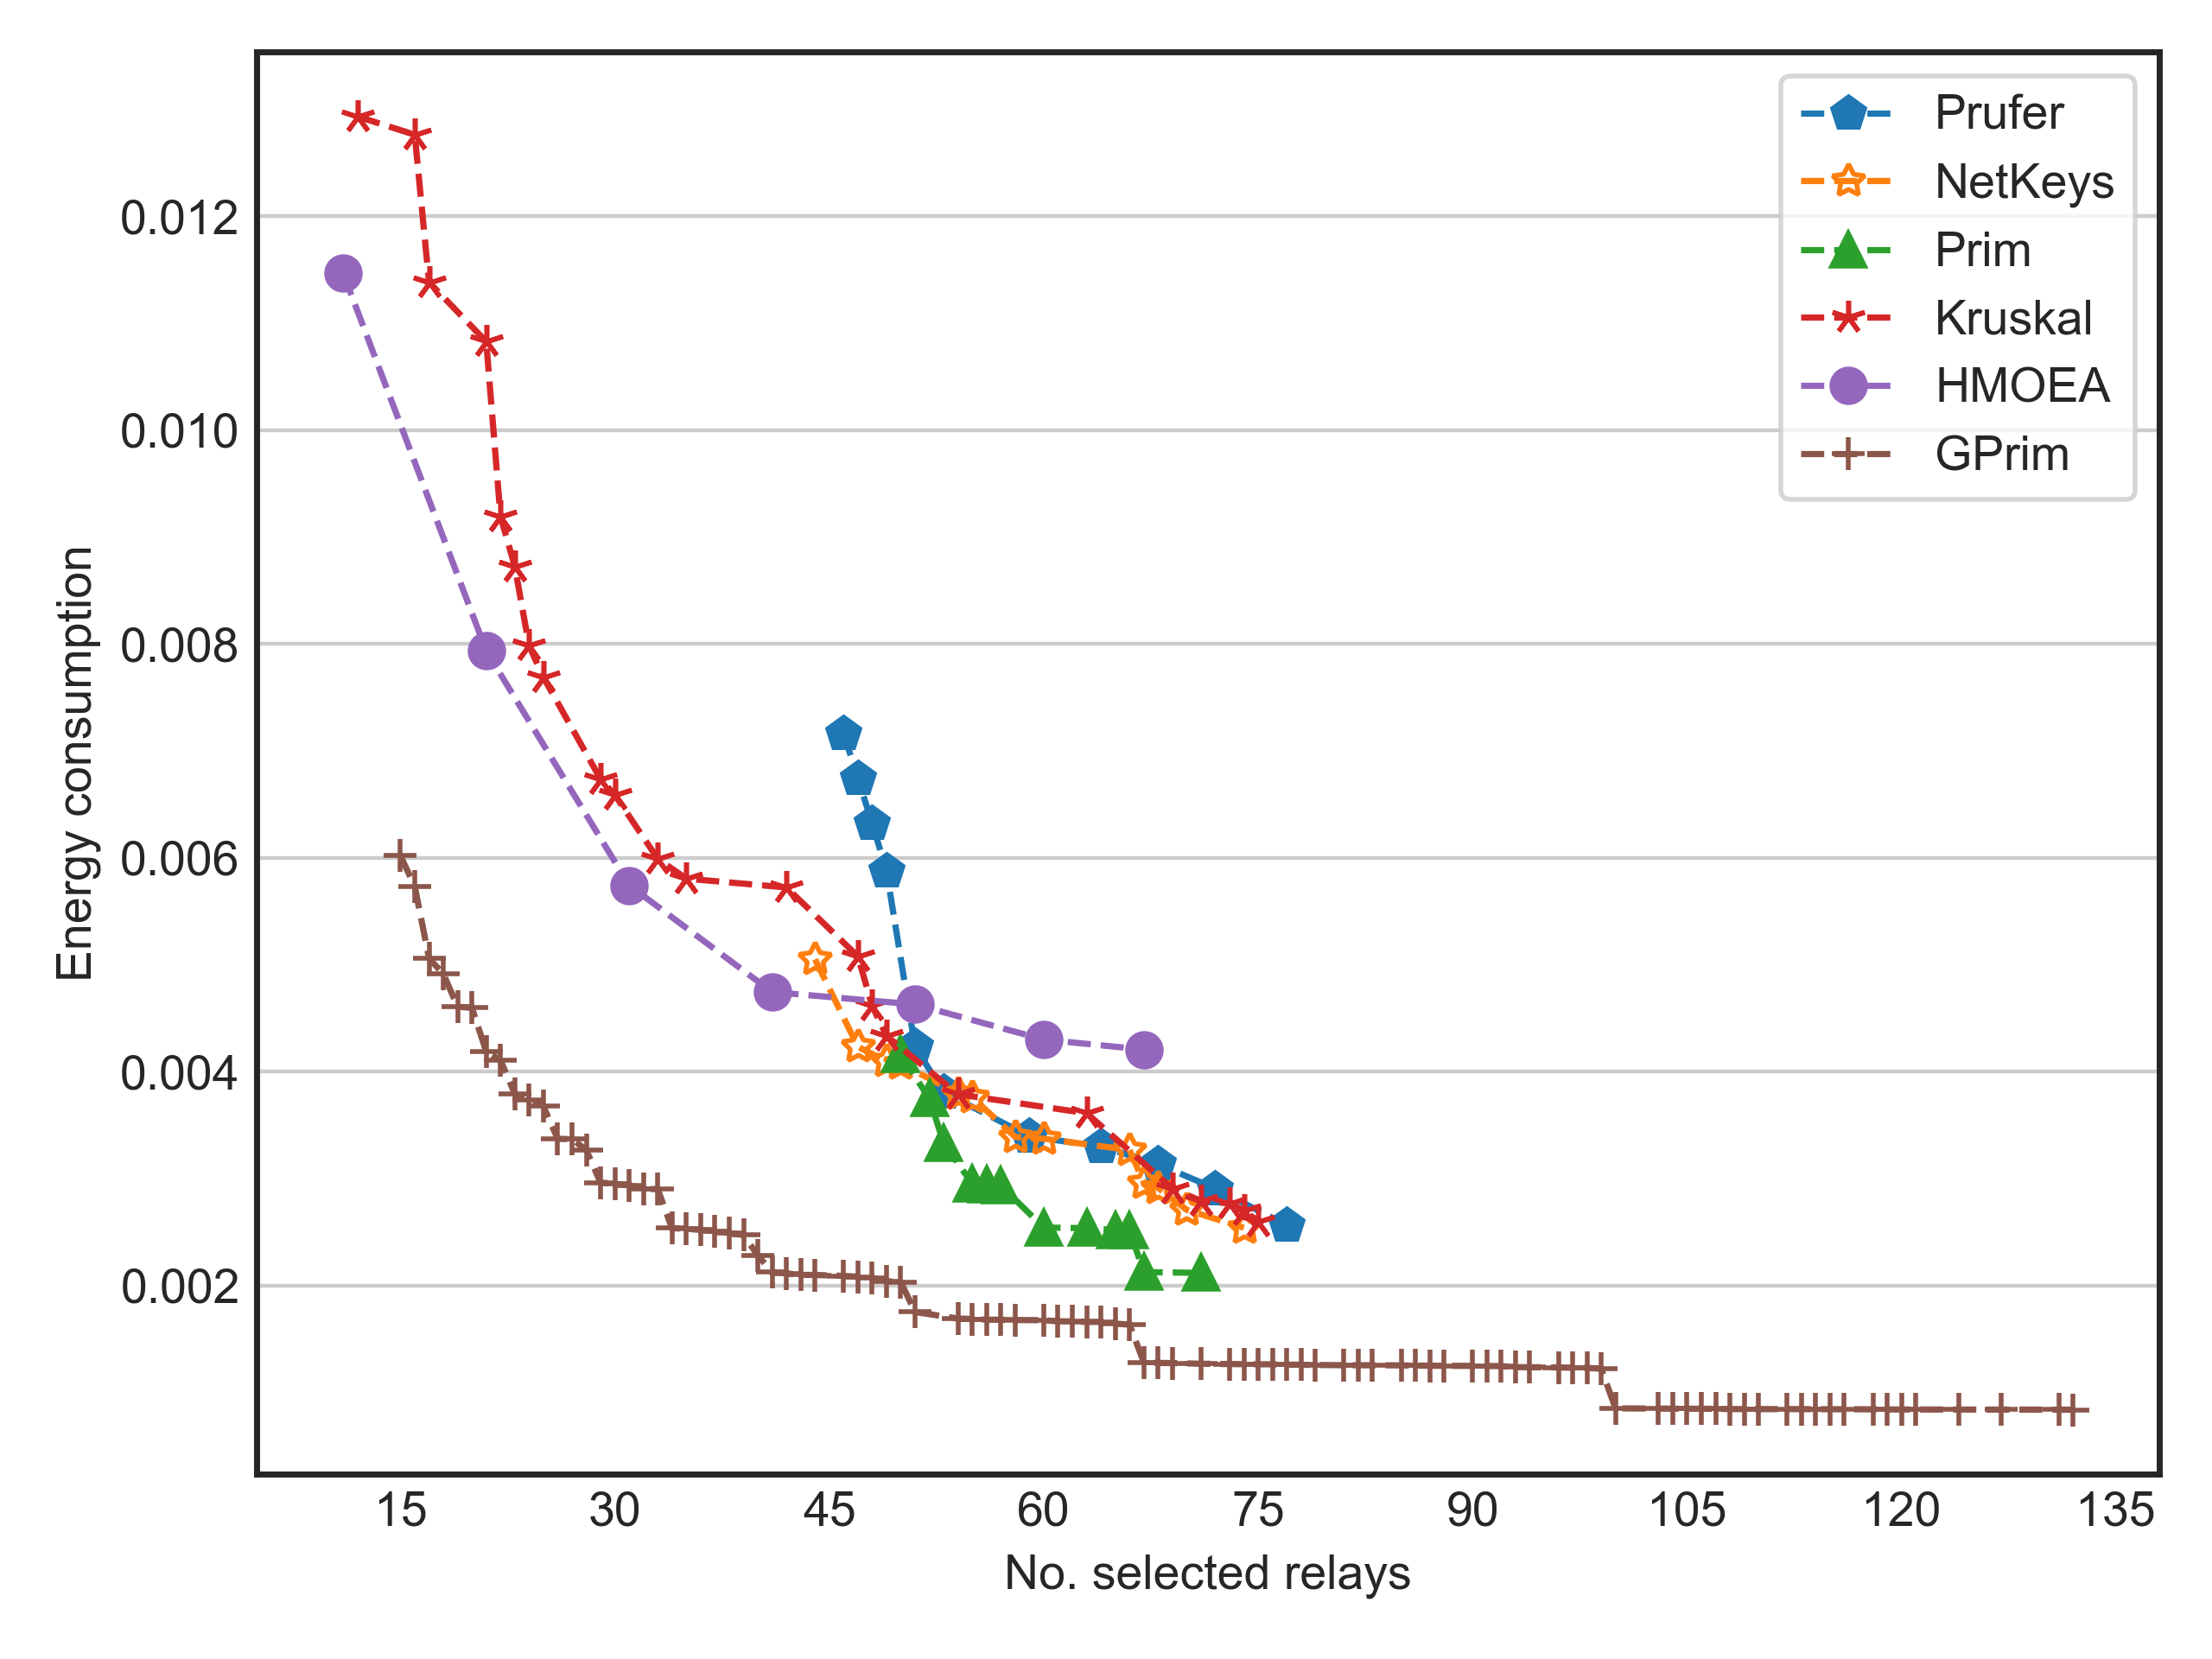 Prufer
NetKeys
Prim
Kruskal
HMOEA
GPrim
0.012
0.010
0.008
0.006
0.004
0.002
Energy consumption
15 30 45 60 75 90 105 120 135
No. selected relays